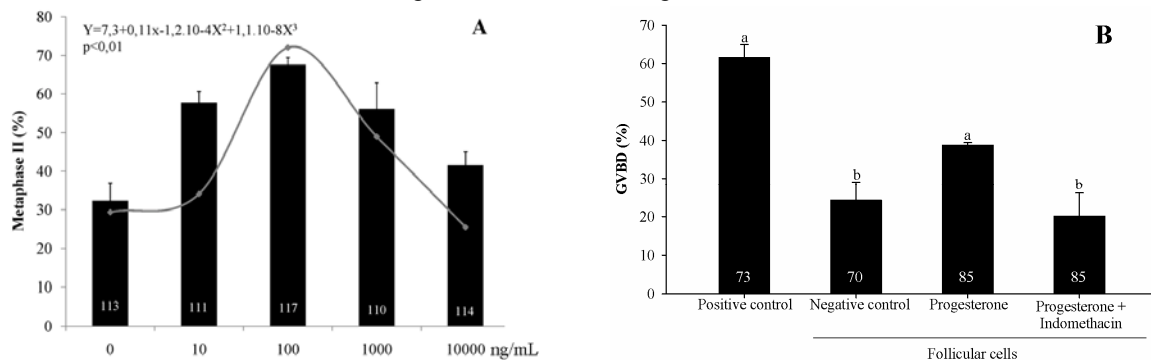 Y=7,3+0,11x-1,2.10-4X²+1,1.10-8X³
p<0,01
A
Metaphase II (%)
80
70
60
50
40
30
20
10
0
113
111
117
110
114
0 10 100 1000 10000 ng/mL
B
GVBD (%)
70
60
50
40
30
20
10
0
a
b
a
b
73
70
85
85
Positive control Negative control Progesterone Progesterone +
Indomethacin
Follicular cells